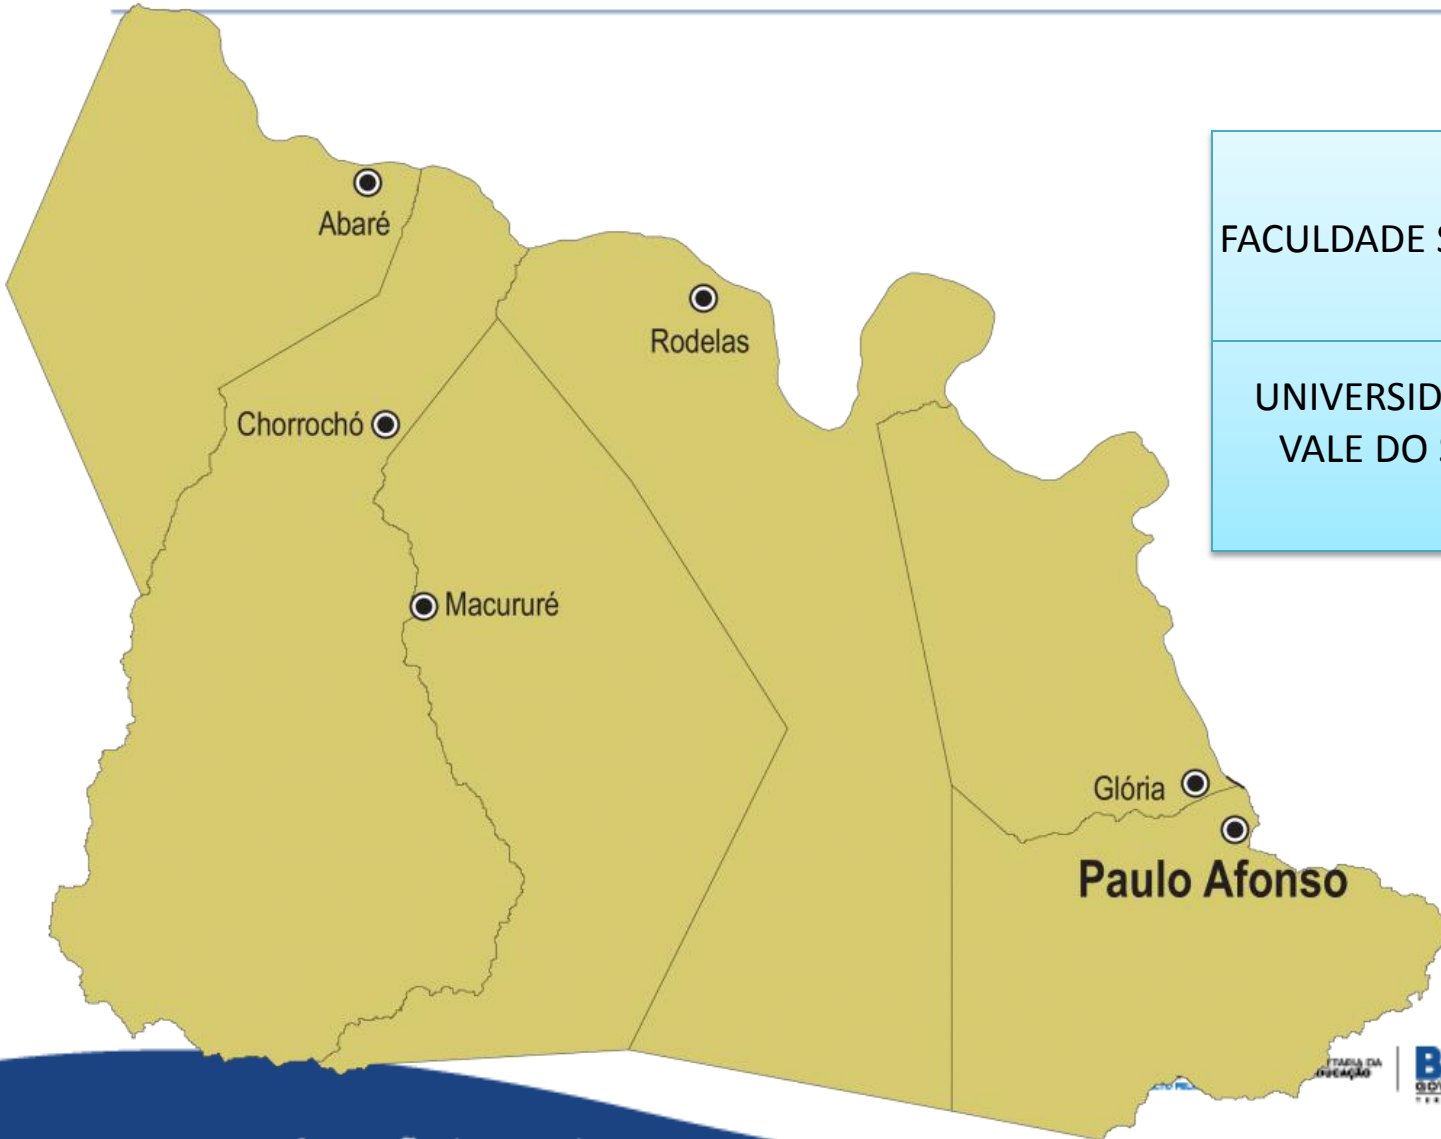 Abaré
Rodelas
Chorrochó
Macururé
Glória
Paulo Afonso
FACULDADE
UNIVERSID
VALE DO